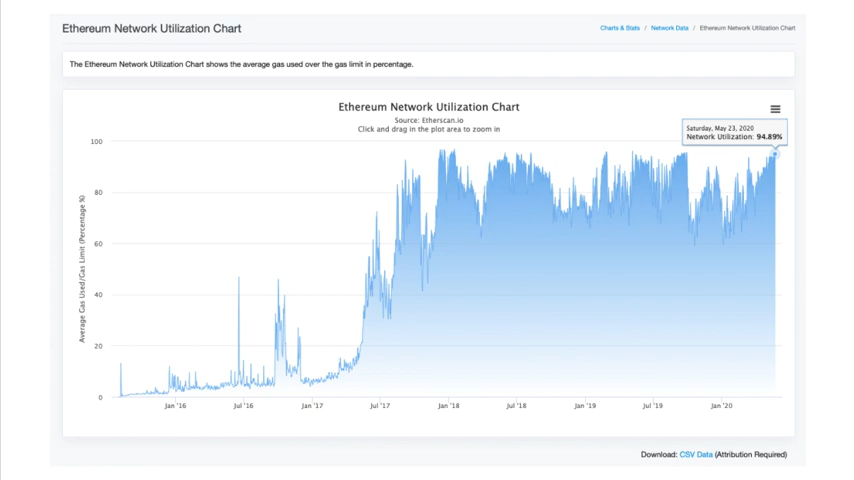 Ethereum Network Utilization Chart
Charts & Stats / Network Data / Ethereum Network Utilization Chart
The Ethereum Network Utilization Chart shows the average gas used over the gas limit in percentage.
Ethereum Network Utilization Chart
Source: Etherscan.io
Click and drag in the plot area to zoom in
Saturday, May 23, 2020
Network Utilization: 94.89%
Average Gas Used/Gas Limit (Percentage %)
100
80
60
40
20
0
Jan '16 Jul '16 Jan '17 Jul '17 Jan '18 Jul '18 Jan '19 Jul '19 Jan '20
Download: CSV Data (Attribution Required)